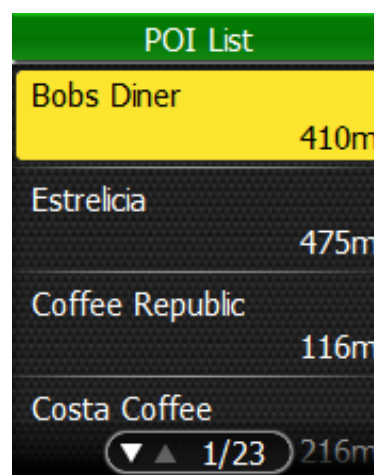 POI List
Bobs Diner
410m
Estrelicia
475m
Coffee Republic
116m
Costa Coffee
1/23 216m